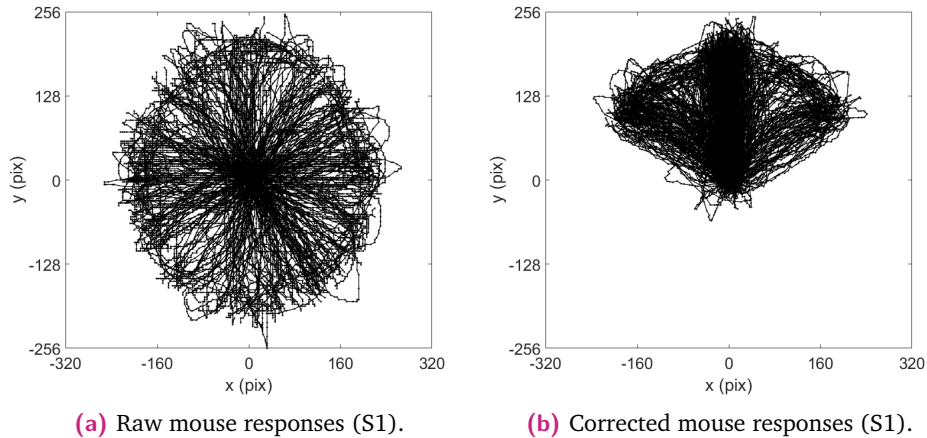 256
128
0
-128
-256
y (pix)
-320 -160 0 160 320
x (pix)
(a) Raw mouse responses (S1).
256
128
0
-128
-256
y (pix)
-320 -160 0 160 320
x (pix)
(b) Corrected mouse responses (S1).